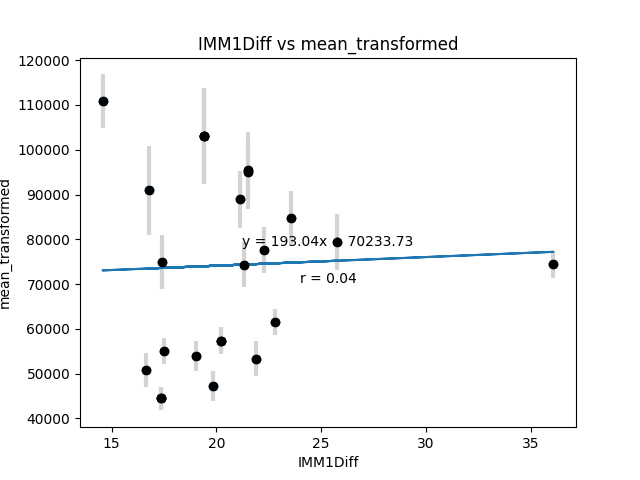 IMM1Diff vs mean_transformed
120000
110000
100000
90000
80000
70000
60000
50000
40000
mean_transformed
y = 193.04x + 70233.73
r = 0.04
15 20 25 30 35
IMM1Diff